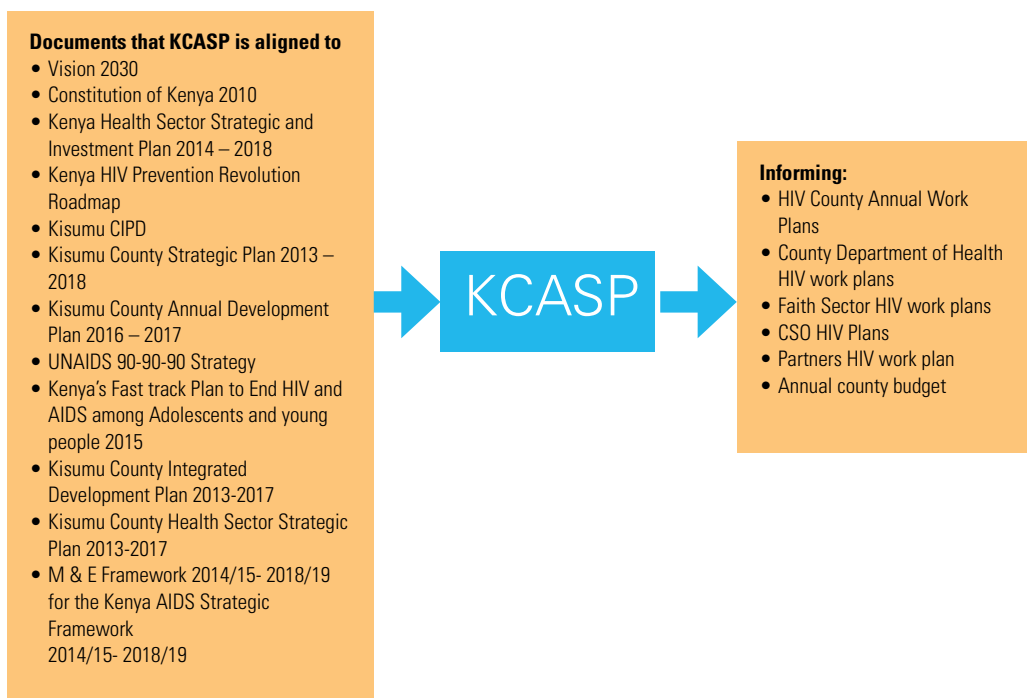 Documents that KCASP is aligned to
• Vision 2030
• Constitution of Kenya 2010
• Kenya Health Sector Strategic and
Investment Plan 2014 – 2018
• Kenya HIV Prevention Revolution
Roadmap
• Kisumu CIPD
• Kisumu County Strategic Plan 2013 –
2018
• Kisumu County Annual Development
Plan 2016 – 2017
• UNAIDS 90-90-90 Strategy
• Kenya's Fast track Plan to End HIV and
AIDS among Adolescents and young
people 2015
• Kisumu County Integrated
Development Plan 2013-2017
• Kisumu County Health Sector Strategic
Plan 2013-2017
• M & E Framework 2014/15- 2018/19
for the Kenya AIDS Strategic
Framework
2014/15- 2018/19
KCASP
Informing:
• HIV County Annual Work
Plans
• County Department of Health
HIV work plans
• Faith Sector HIV work plans
• CSO HIV Plans
• Partners HIV work plan
• Annual county budget